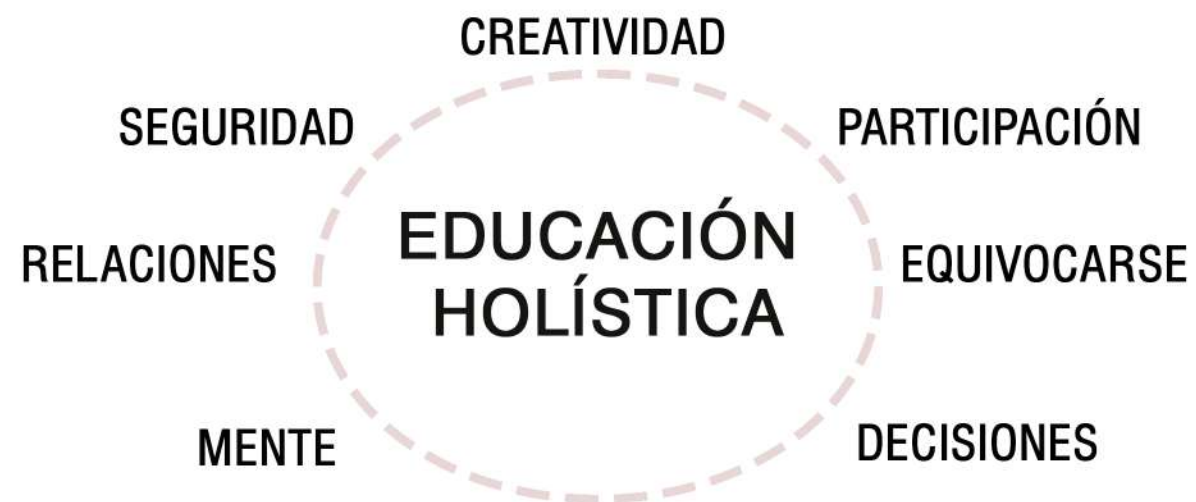 CREATIVIDAD
SEGURIDAD
PARTICIPACIÓN
EDUCACIÓN
HOLÍSTICA
RELACIONES
EQUIVOCARSE
MENTE
DECISIONES